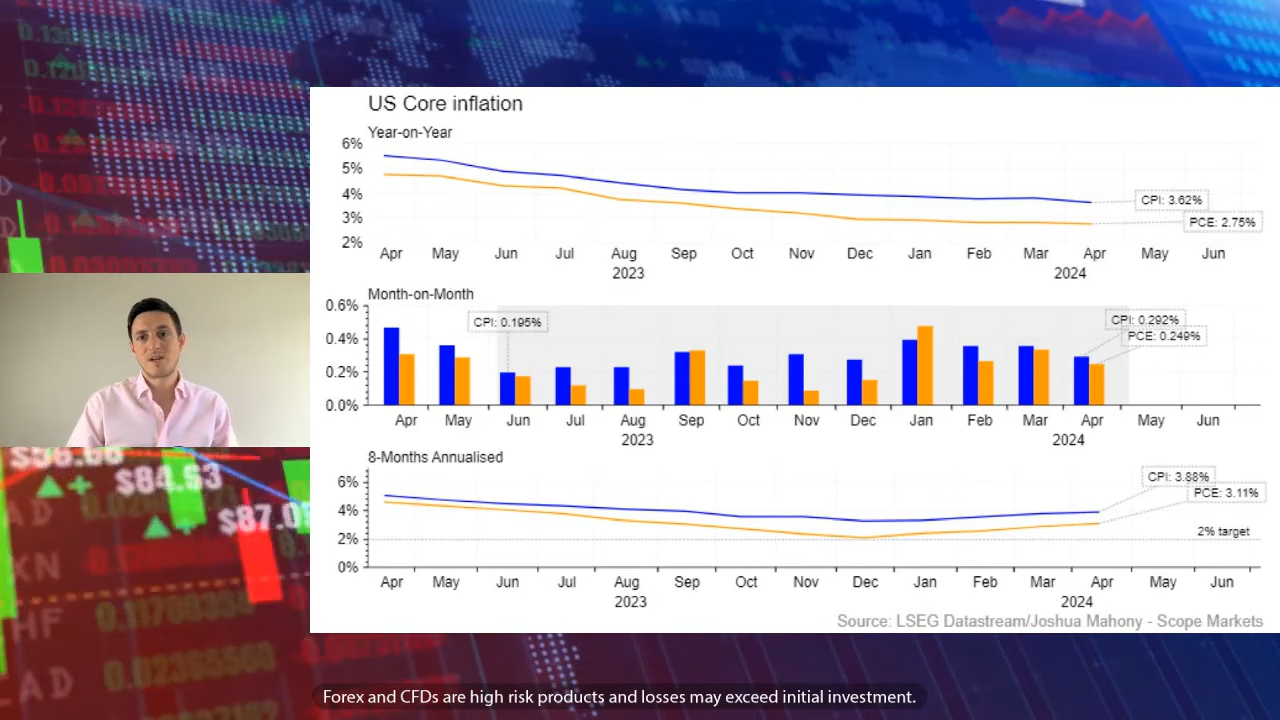 US Core inflation
Year-on-Year
6%
5%
4%
3%
2%
CPI: 3.62%
PCE: 2.75%
Apr May Jun Jul Aug Sep Oct Nov Dec Jan Feb Mar Apr May Jun
2023 2024
Month-on-Month
0.6%
0.4%
0.2%
0.0%
CPI: 0.195%
CPI: 0.292%
PCE: 0.249%
Apr May Jun Jul Aug Sep Oct Nov Dec Jan Feb Mar Apr May Jun
2023 2024
8-Months Annualised
6%
4%
2%
0%
CPI: 3.88%
PCE: 3.11%
2% target
Apr May Jun Jul Aug Sep Oct Nov Dec Jan Feb Mar Apr May Jun
2023 2024
Source: LSEG Datastream/Joshua Mahony - Scope Markets
$84.53
Forex and CFDs are high risk products and losses may exceed initial investment.